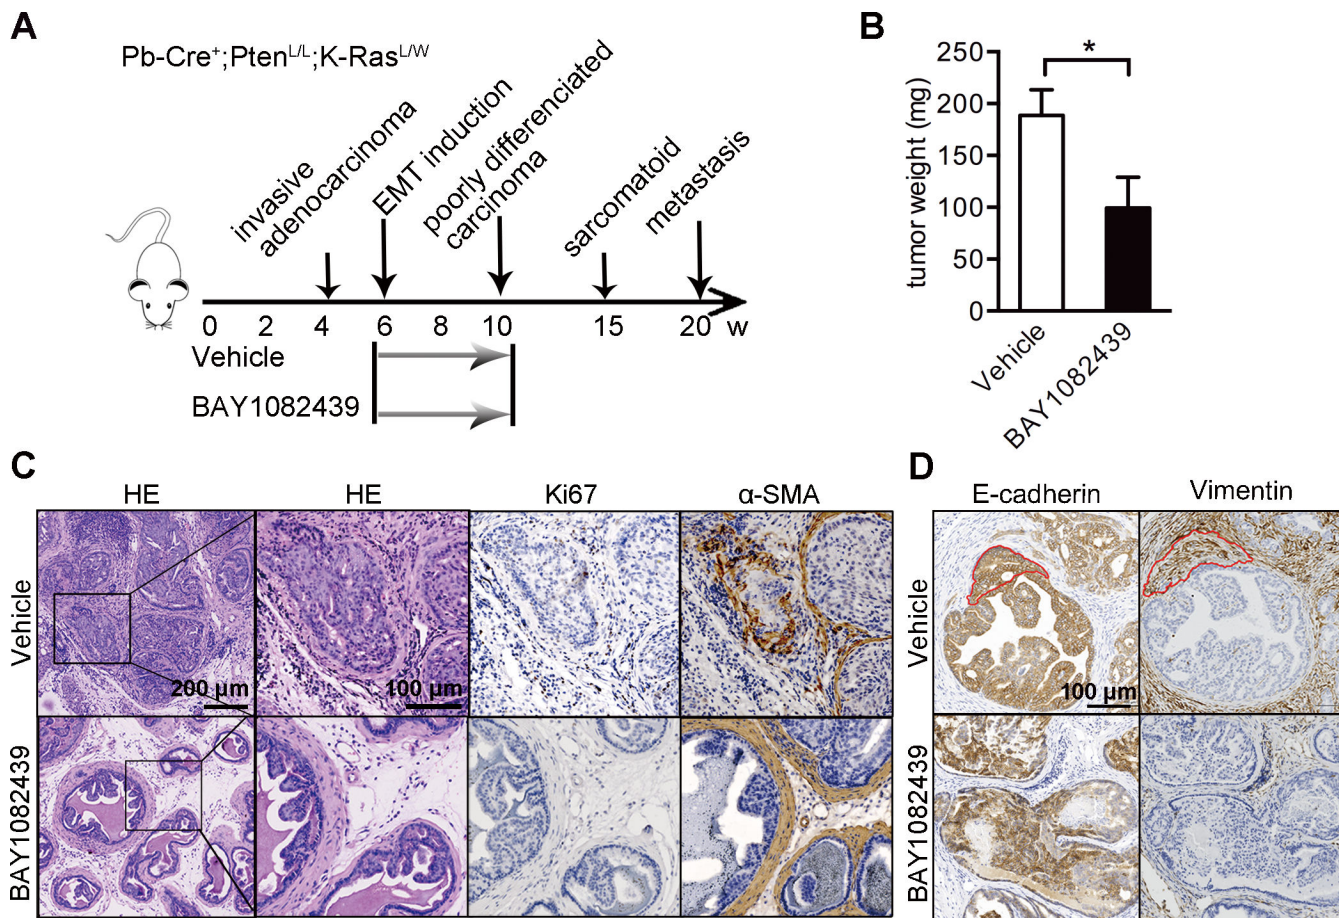 A
Pb-Cre+;PtenL/L;K-RasL/W
invasive
adenocarcinoma
EMT induction
poorly differenciated
carcinoma
sarcomatoid
metastasis
0 2 4 6 8 10 15 20 w
Vehicle
BAY1082439
B
tumor weight (mg)
250
200
150
100
50
0
*
Vehicle
BAY1082439
C
HE HE Ki67 α-SMA
Vehicle
200 µm
100 µm
BAY1082439
D
E-cadherin Vimentin
Vehicle
100 µm
BAY1082439